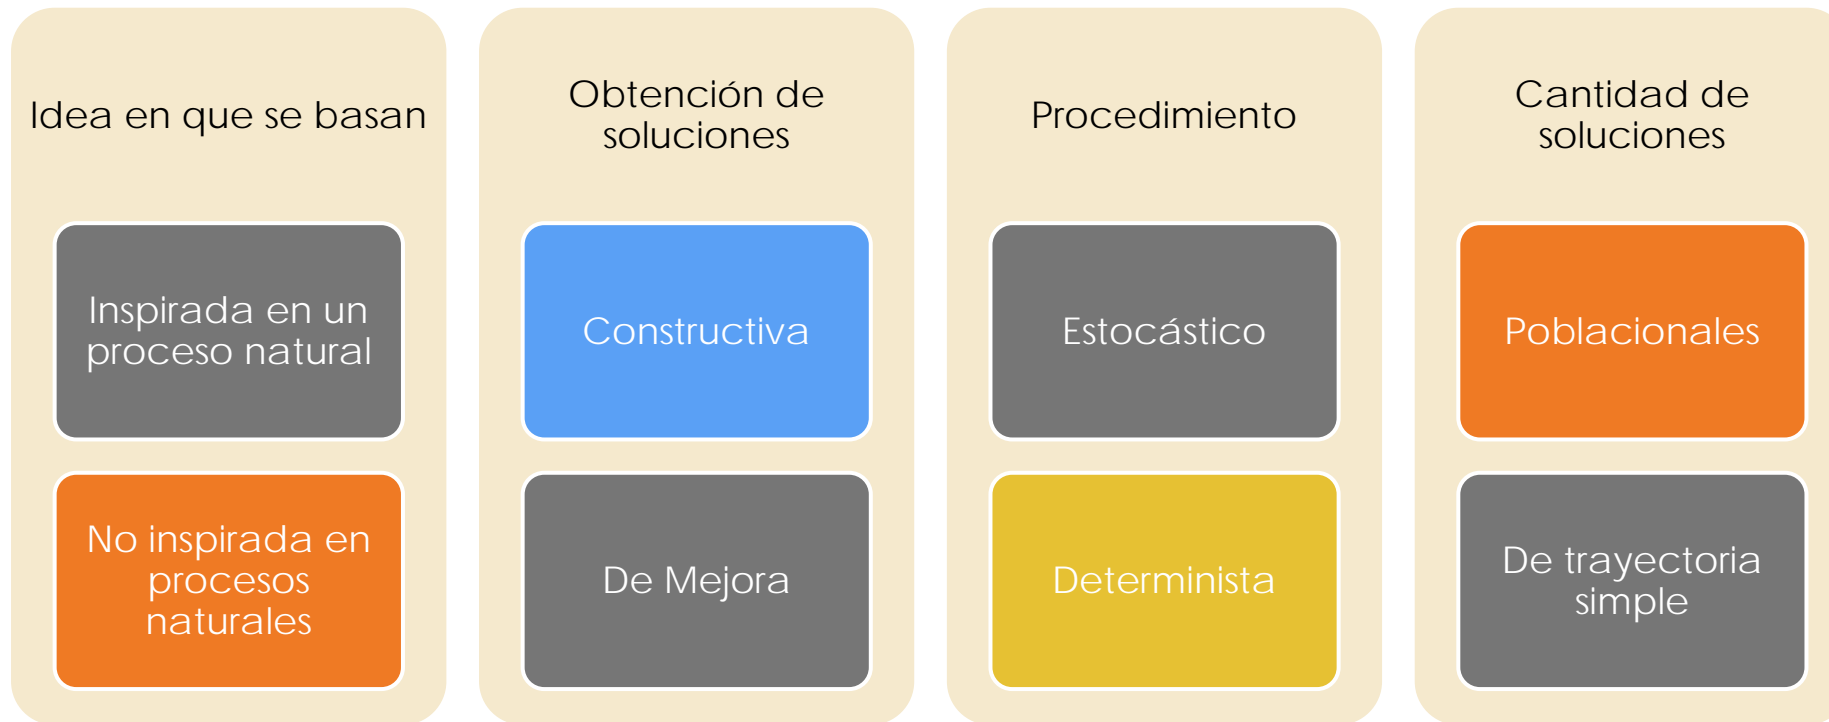 Idea en que se basan
Inspirada en un
proceso natural
No inspirada en
procesos
naturales
Obtención de
soluciones
Constructiva
De Mejora
Procedimiento
Estocástico
Determinista
Cantidad de
soluciones
Poblacionales
De trayectoria
simple